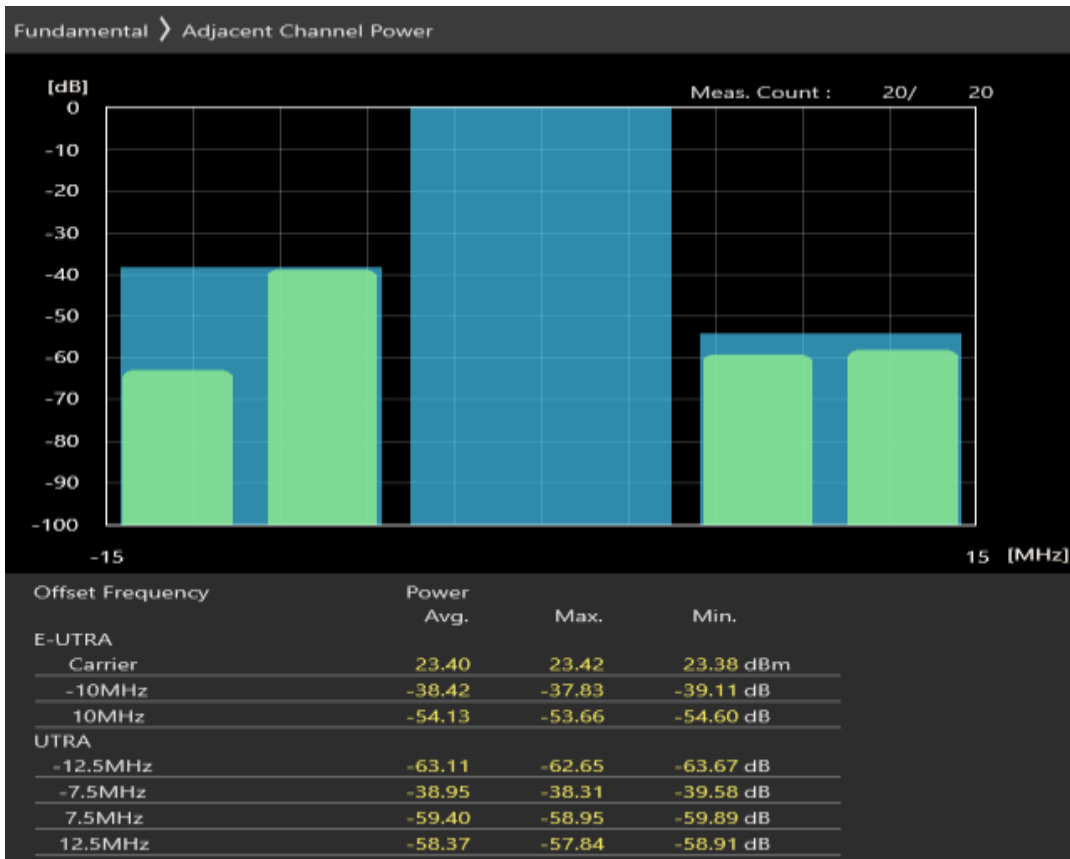 Fundamental ❯ Adjacent Channel Power
[dB]
Meas. Count : 20/ 20
0
-10
-20
-30
-40
-50
-60
-70
-80
-90
-100
-15 15 [MHz]
Offset Frequency Power
Avg. Max. Min.
E-UTRA
Carrier 23.40 23.42 23.38 dBm
-10MHz -38.42 -37.83 -39.11 dB
10MHz -54.13 -53.66 -54.60 dB
UTRA
-12.5MHz -63.11 -62.65 -63.67 dB
-7.5MHz -38.95 -38.31 -39.58 dB
7.5MHz -59.40 -58.95 -59.89 dB
12.5MHz -58.37 -57.84 -58.91 dB